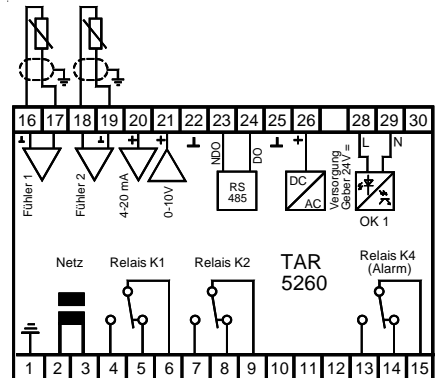 16 17 18 19 20 21 22 23 24 25 26 28 29 30
Fühler 1
Fühler 2
4-20 mA
0-10V
NDO
DO
RS
485
DC
AC
Versorgung
Geber 24V =
L N
OK 1
Netz
Relais K1
Relais K2
TAR
5260
Relais K4
(Alarm)
1 2 3 4 5 6 7 8 9 10 11 12 13 14 15